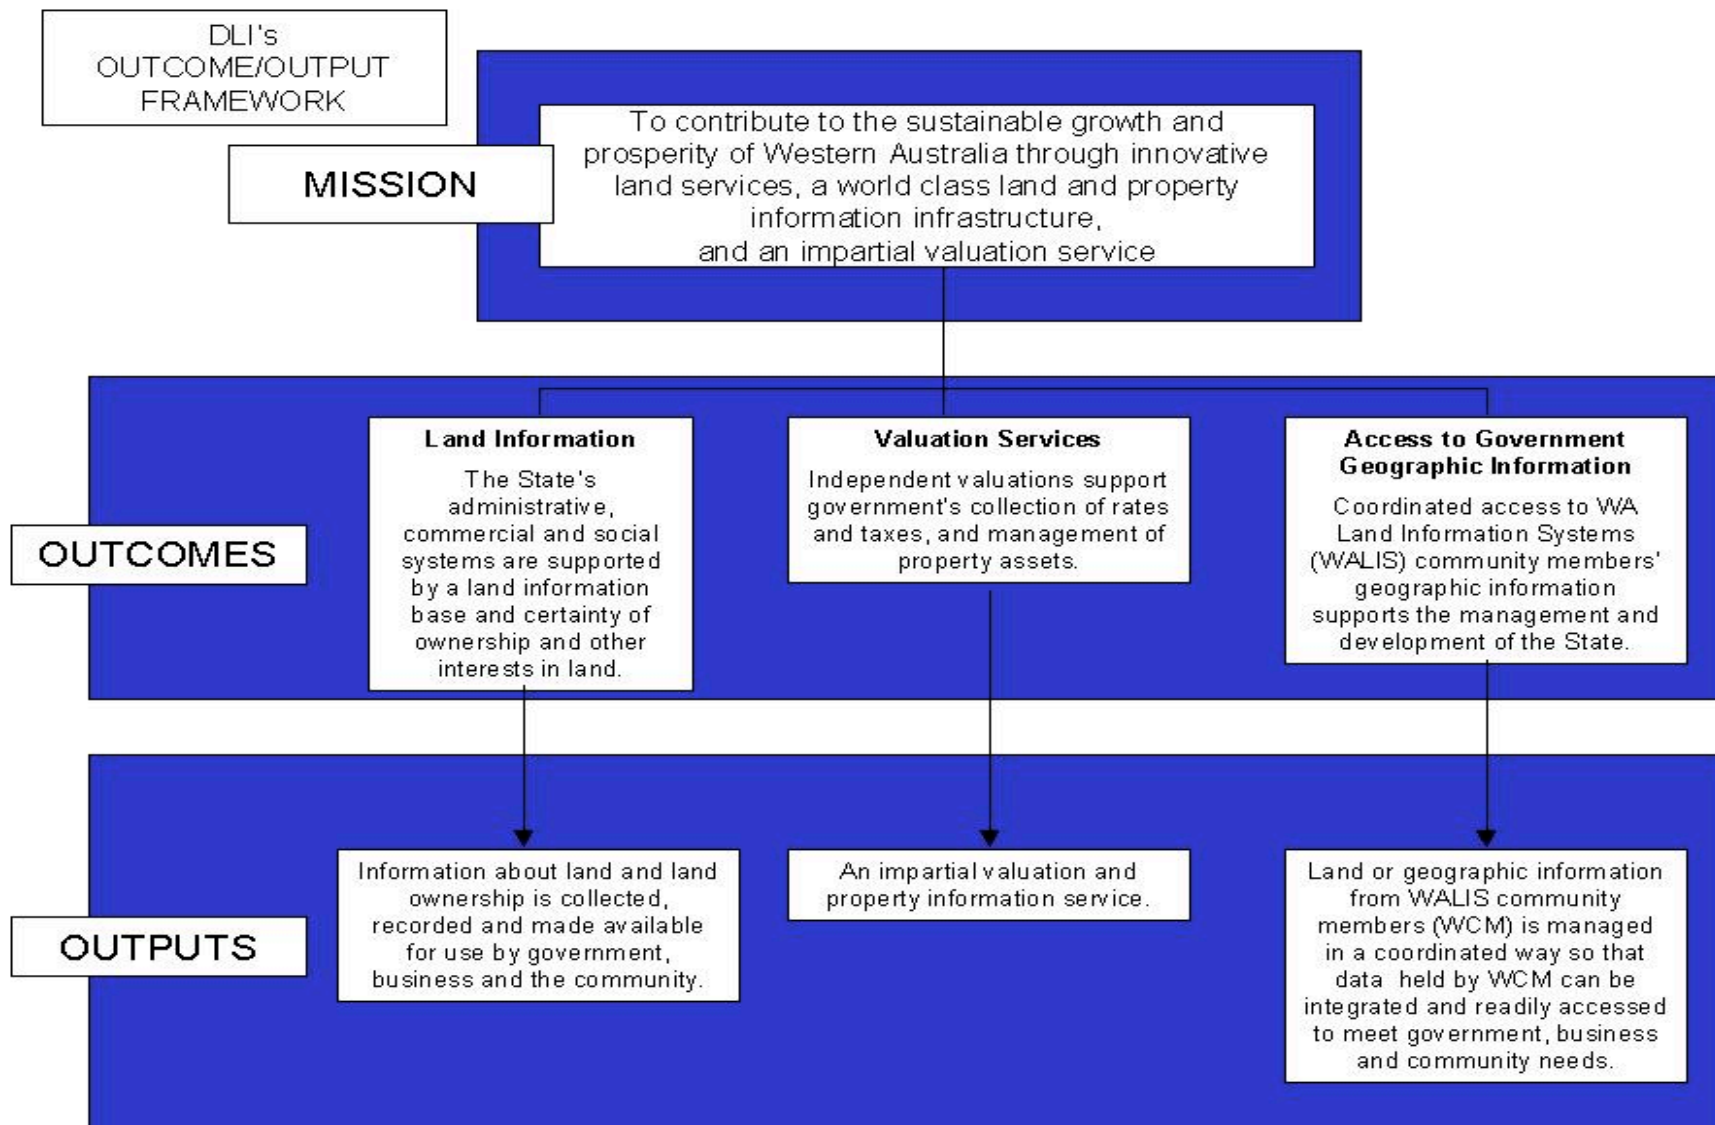 DLI's
OUTCOME/OUTPUT
FRAMEWORK
MISSION
To contribute to the sustainable growth and
prosperity of Western Australia through innovative
land services, a world class land and property
information infrastructure,
and an impartial valuation service
OUTCOMES
Land Information
The State's
administrative,
commercial and social
systems are supported
by a land information
base and certainty of
ownership and other
interests in land.
Valuation Services
Independent valuations support
government's collection of rates
and taxes, and management of
property assets.
Access to Government
Geographic Information
Coordinated access to WA
Land Information Systems
(WALIS) community members'
geographic information
supports the management and
development of the State.
OUTPUTS
Information about land and land
ownership is collected,
recorded and made available
for use by government,
business and the community.
An impartial valuation and
property information service.
Land or geographic information
from WALIS community
members (WCM) is managed
in a coordinated way so that
data held by WCM can be
integrated and readily accessed
to meet government, business
and community needs.